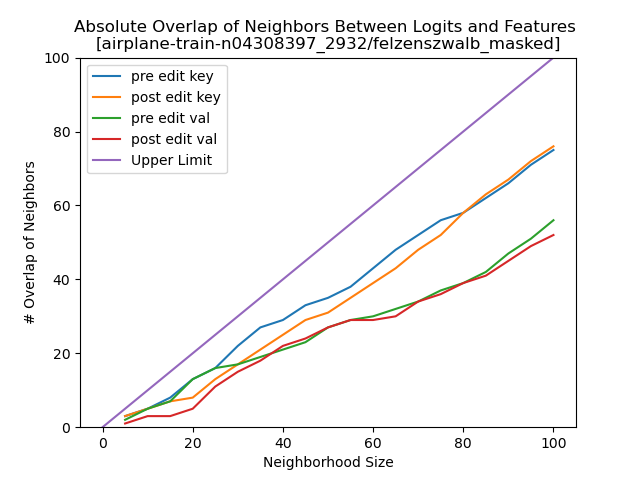 Absolute Overlap of Neighbors Between Logits and Features
[airplane-train-n04308397_2932/felzenszwalb_masked]
pre edit key
post edit key
pre edit val
post edit val
Upper Limit
# Overlap of Neighbors
100
80
60
40
20
0
0 20 40 60 80 100
Neighborhood Size